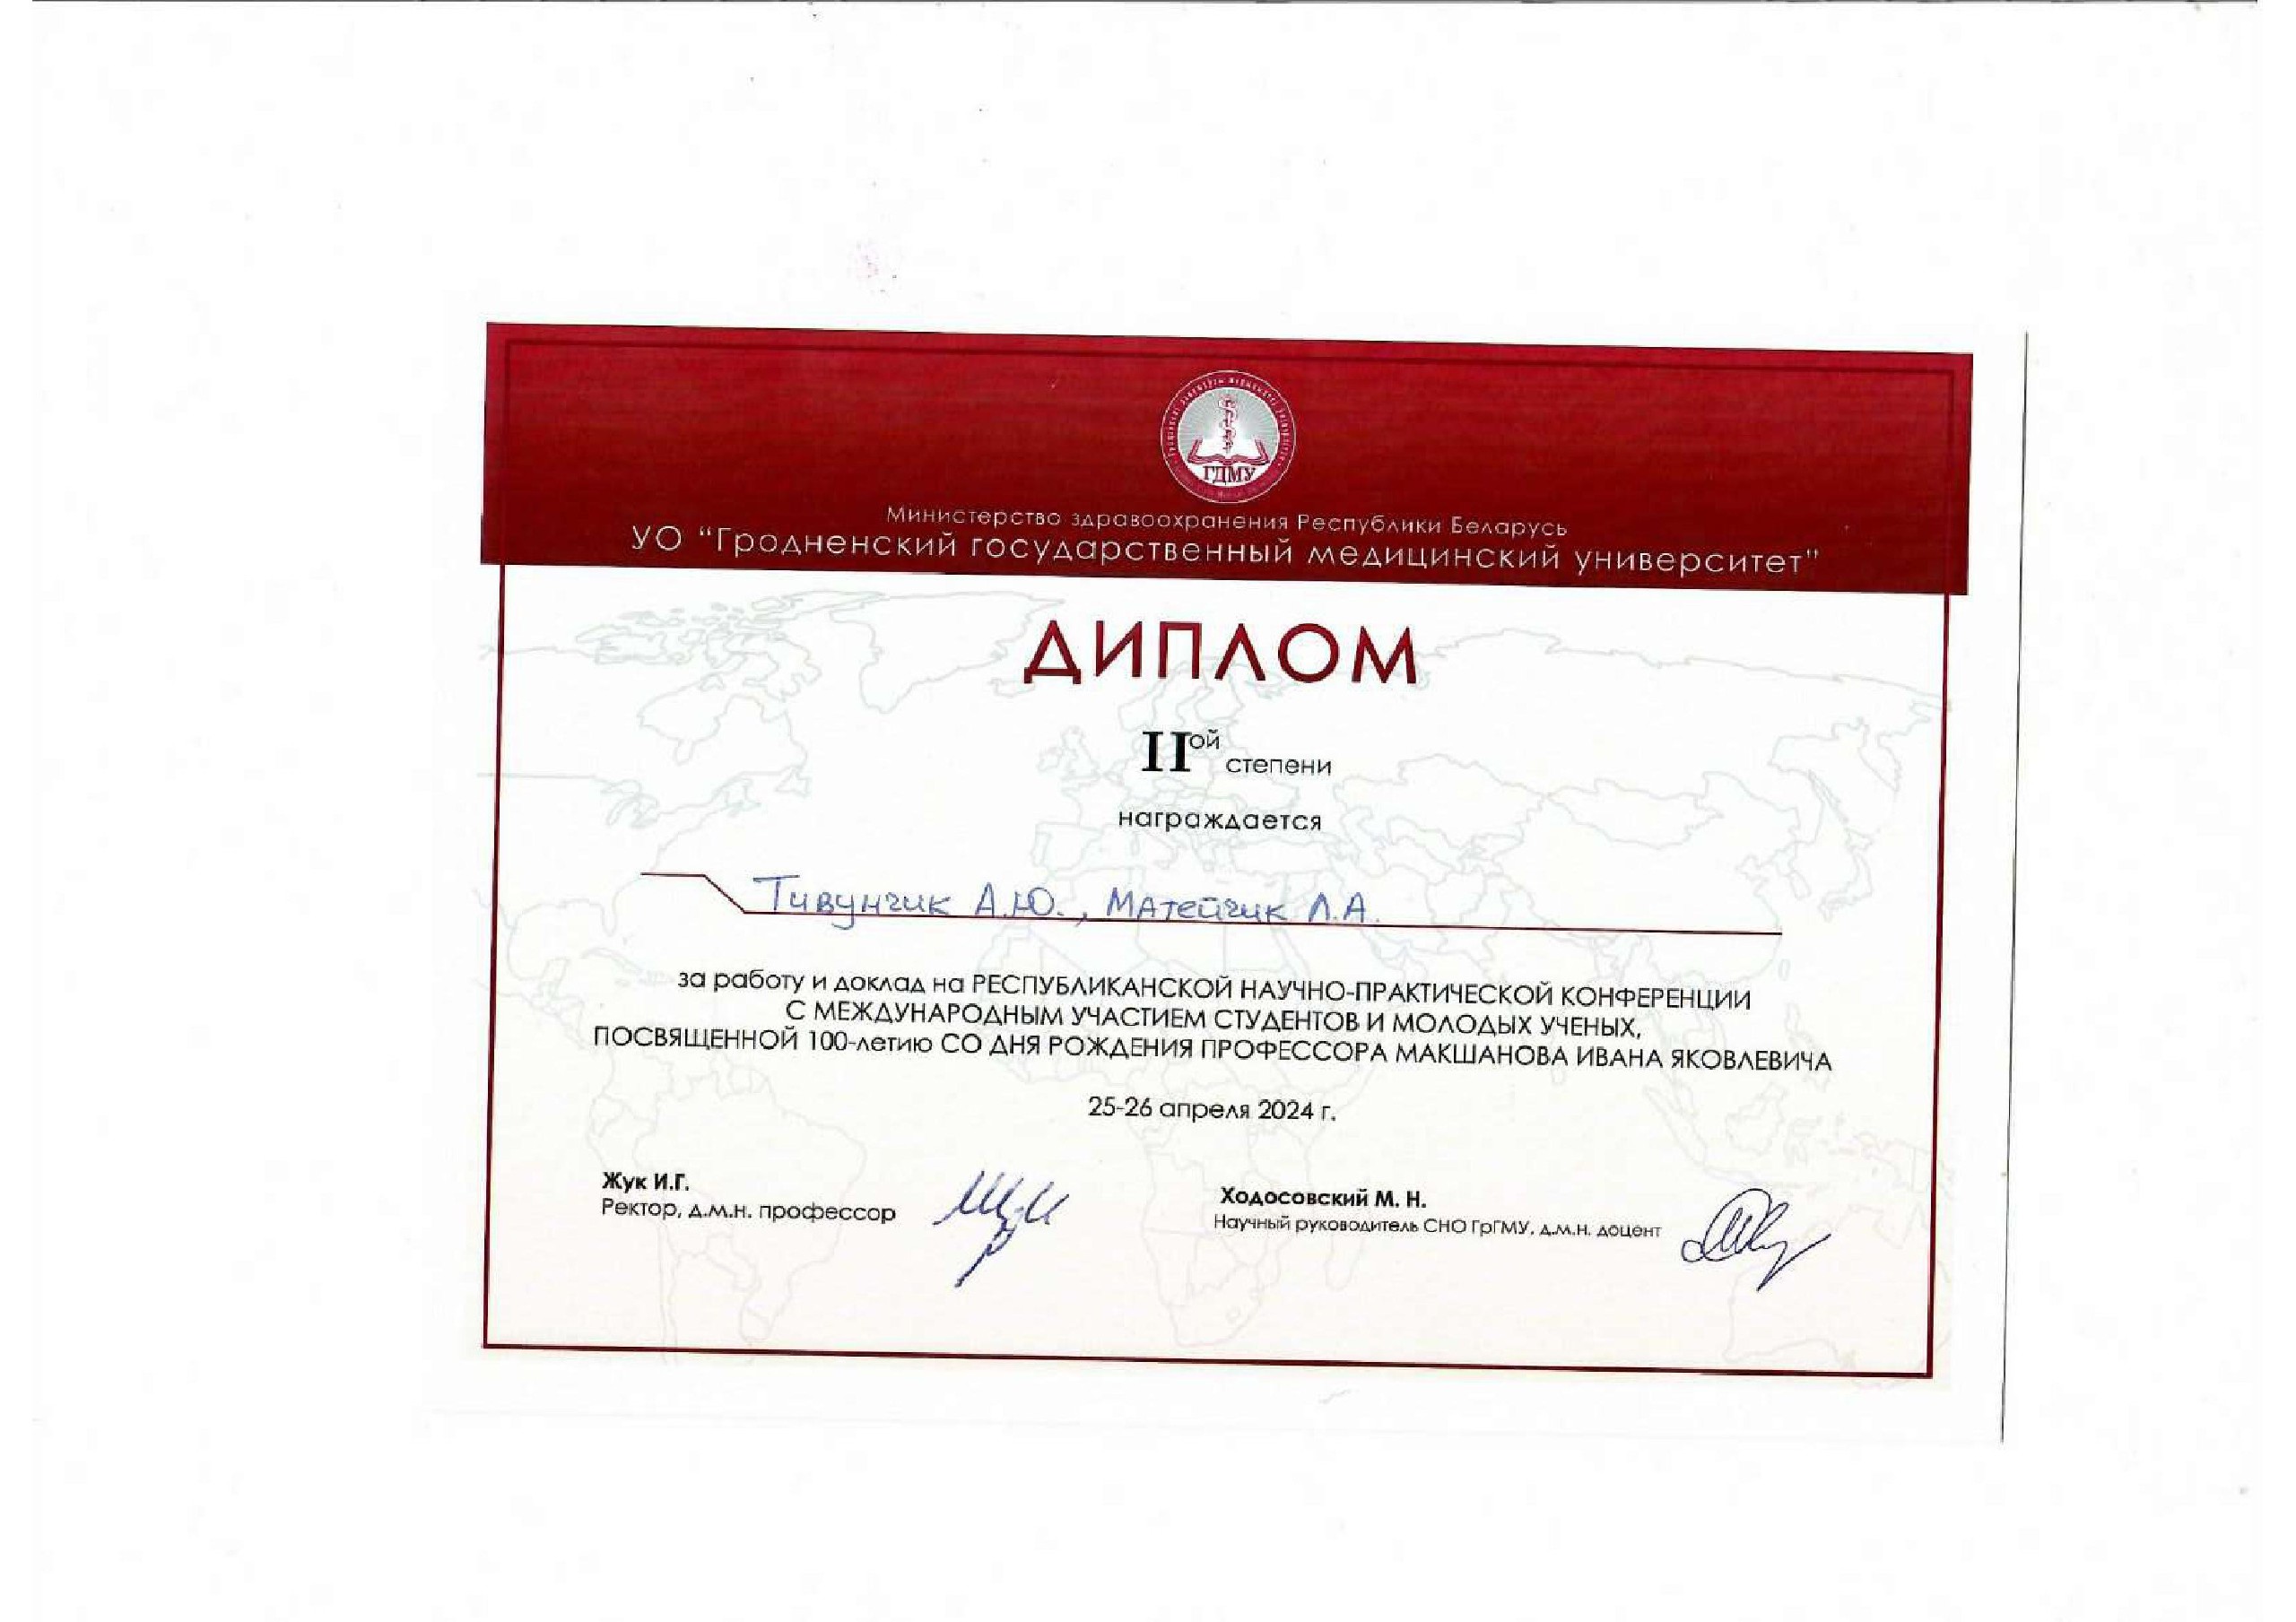 ГДМУ
Министерство здравоохранения Республики Беларусь
УО "Гродненский государственный медицинский университет"
ДИПЛОМ
IIой степени
награждается
Тивунчик А.Ю., Матейчик Л.А.
за работу и доклад на РЕСПУБЛИКАНСКОЙ НАУЧНО-ПРАКТИЧЕСКОЙ КОНФЕРЕНЦИИ
С МЕЖДУНАРОДНЫМ УЧАСТИЕМ СТУДЕНТОВ И МОЛОДЫХ УЧЕНЫХ,
ПОСВЯЩЕННОЙ 100-летию СО ДНЯ РОЖДЕНИЯ ПРОФЕССОРА МАКШАНОВА ИВАНА ЯКОВЛЕВИЧА
25-26 апреля 2024 г.
Жук И.Г.
Ректор, д.м.н. профессор
Ходосовский М. Н.
Научный руководитель СНО ГрГМУ, д.м.н. доцент